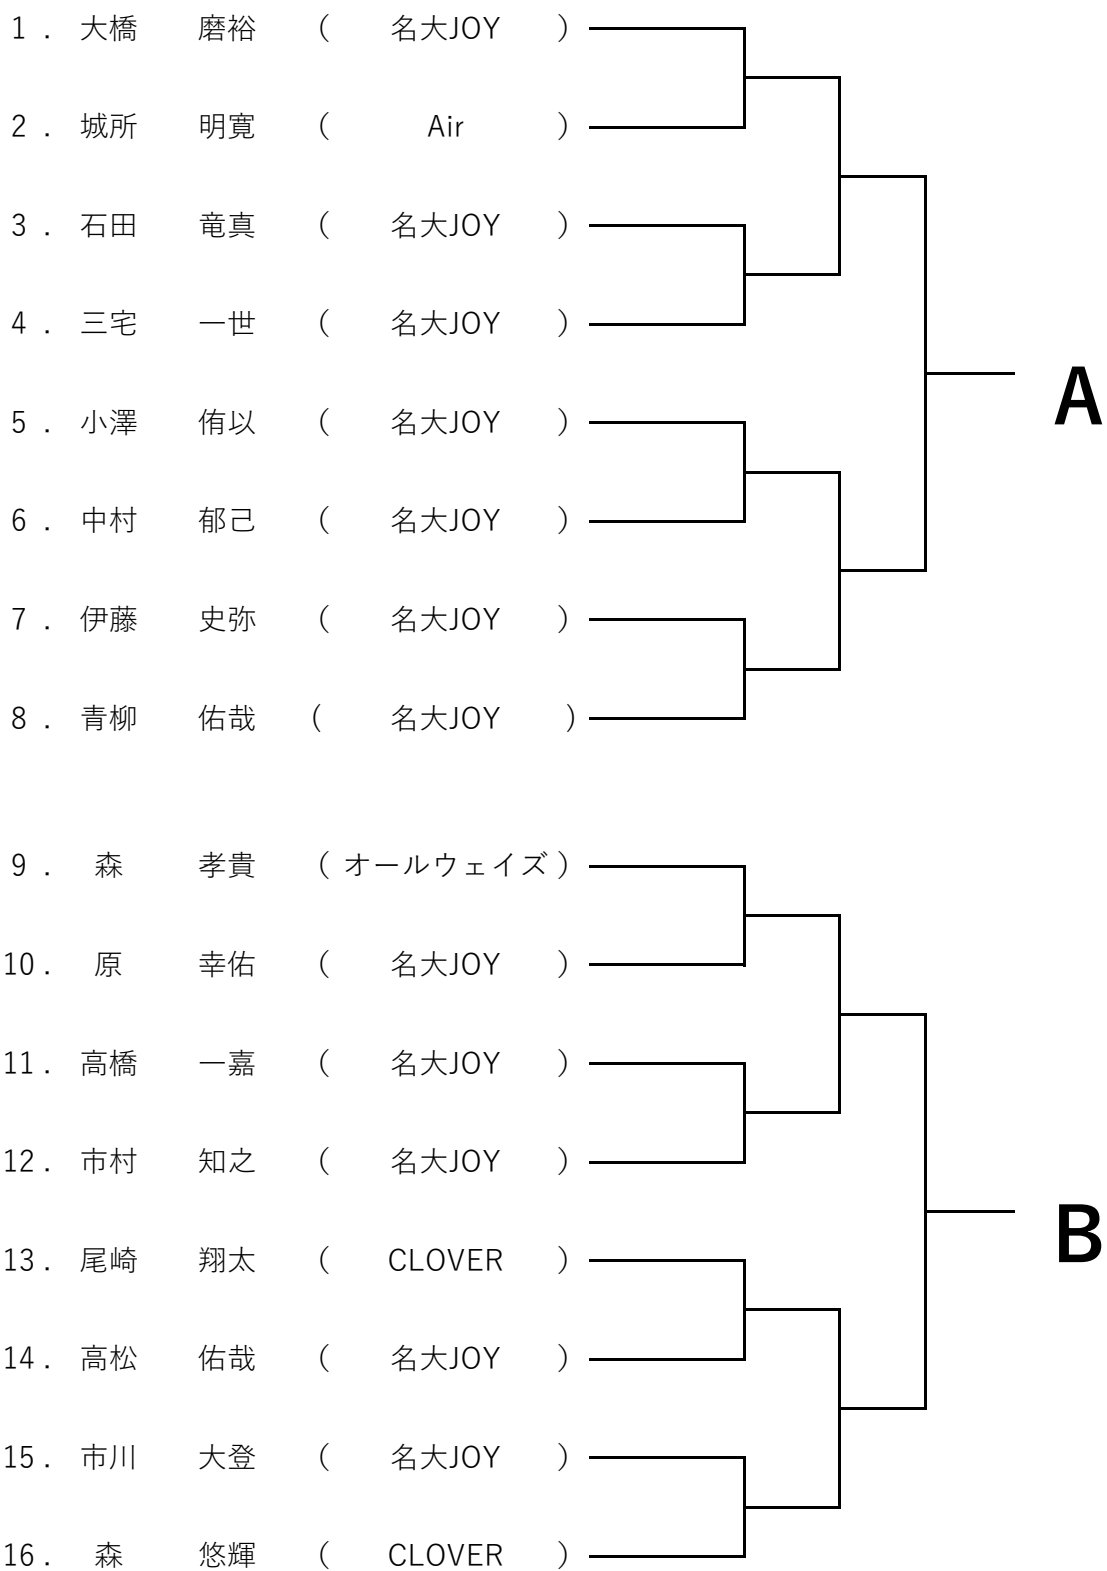 1 . 大橋 磨裕 ( 名大JOY )
2 . 城所 明寛 ( Air )
3 . 石田 竜真 ( 名大JOY )
4 . 三宅 一世 ( 名大JOY )
A
5 . 小澤 侑以 ( 名大JOY )
6 . 中村 郁己 ( 名大JOY )
7 . 伊藤 史弥 ( 名大JOY )
8 . 青柳 佑哉 ( 名大JOY )
9 . 森 孝貴 ( オールウェイズ )
10 . 原 幸佑 ( 名大JOY )
11 . 高橋 一嘉 ( 名大JOY )
12 . 市村 知之 ( 名大JOY )
B
13 . 尾崎 翔太 ( CLOVER )
14 . 高松 佑哉 ( 名大JOY )
15 . 市川 大登 ( 名大JOY )
16 . 森 悠輝 ( CLOVER )